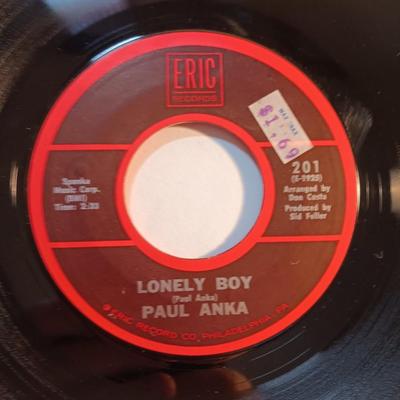 ERIC
RECORDS
$1.69
Spanka
Music Corp.
(BMI)
Time: 2:33
201
(E-1925)
Arranged by
Don Costa
Produced by
Sid Feller
LONELY BOY
(Paul Anka)
PAUL ANKA
ERIC RECORD CO. PHILADELPHIA, PA.